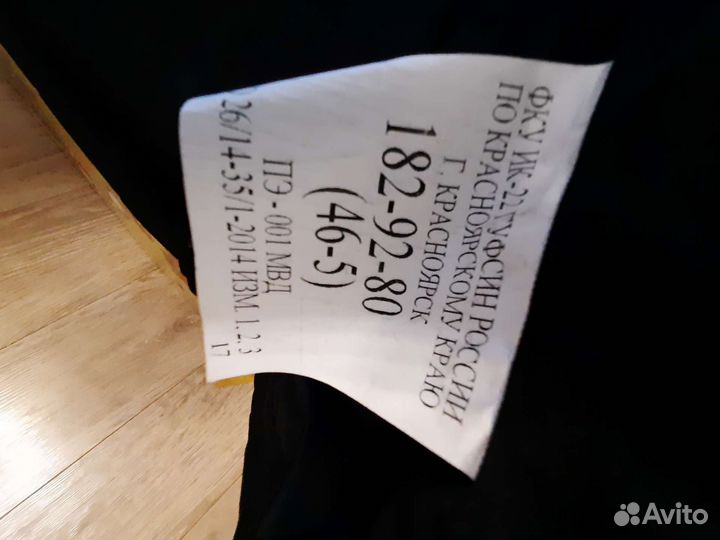 ФКУ ИК-22 ГУФСИН РОССИИ
ПО КРАСНОЯРСКОМУ КРАЮ
Г. КРАСНОЯРСК
182-92-80
(46-5)
ПЭ - 001 МВД
26/14-35/1-2014 ИЗМ. 1,2,3
17
Avito